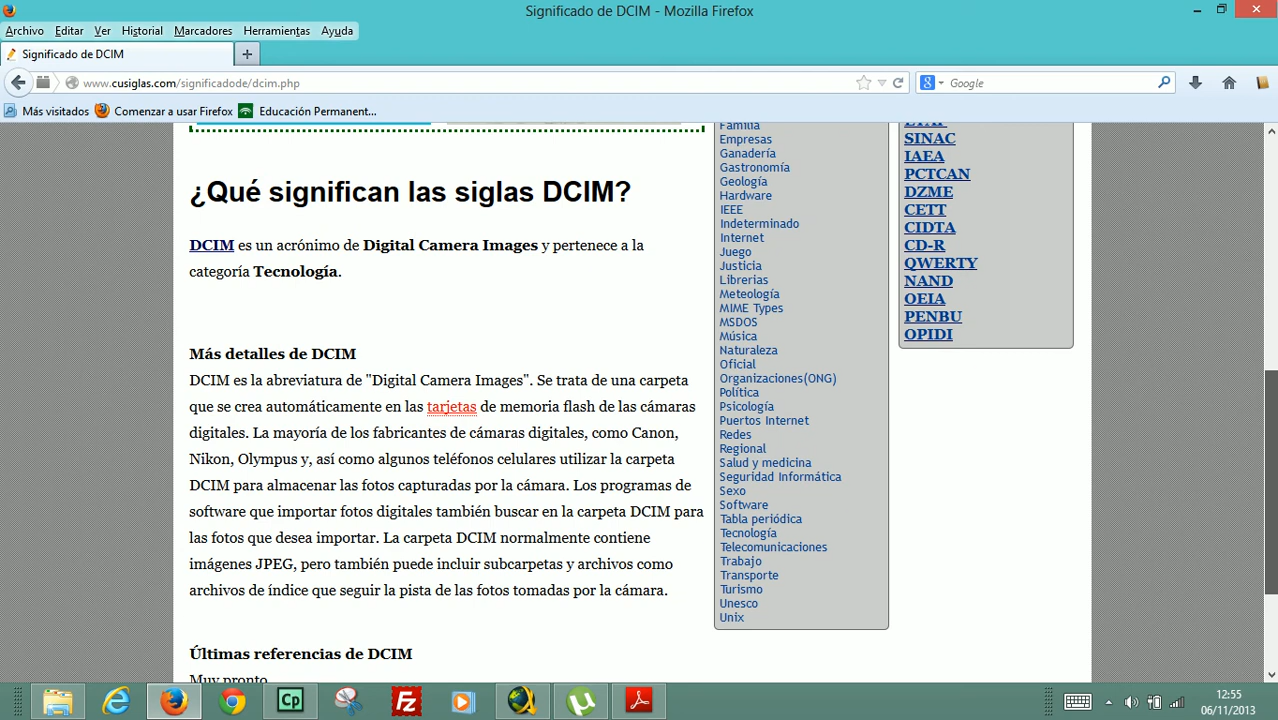 Significado de DCIM - Mozilla Firefox
Archivo Editar Ver Historial Marcadores Herramientas Ayuda
Significado de DCIM
www.cusiglas.com/significadode/dcim.php
Google
Más visitados Comenzar a usar Firefox Educación Permanent...
¿Qué significan las siglas DCIM?
DCIM es un acrónimo de Digital Camera Images y pertenece a la
categoría Tecnología.
Más detalles de DCIM
DCIM es la abreviatura de "Digital Camera Images". Se trata de una carpeta
que se crea automáticamente en las tarjetas de memoria flash de las cámaras
digitales. La mayoría de los fabricantes de cámaras digitales, como Canon,
Nikon, Olympus y, así como algunos teléfonos celulares utilizar la carpeta
DCIM para almacenar las fotos capturadas por la cámara. Los programas de
software que importar fotos digitales también buscar en la carpeta DCIM para
las fotos que desea importar. La carpeta DCIM normalmente contiene
imágenes JPEG, pero también puede incluir subcarpetas y archivos como
archivos de índice que seguir la pista de las fotos tomadas por la cámara.
Últimas referencias de DCIM
Muy pronto
Familia
Empresas
Ganadería
Gastronomía
Geología
Hardware
IEEE
Indeterminado
Internet
Juego
Justicia
Librerias
Meteología
MIME Types
MSDOS
Música
Naturaleza
Oficial
Organizaciones(ONG)
Política
Psicología
Puertos Internet
Redes
Regional
Salud y medicina
Seguridad Informática
Sexo
Software
Tabla periódica
Tecnología
Telecomunicaciones
Trabajo
Transporte
Turismo
Unesco
Unix
SINAC
IAEA
PCTCAN
DZME
CETT
CIDTA
CD-R
QWERTY
NAND
OEIA
PENBU
OPIDI
Cp
Fz
12:55
06/11/2013